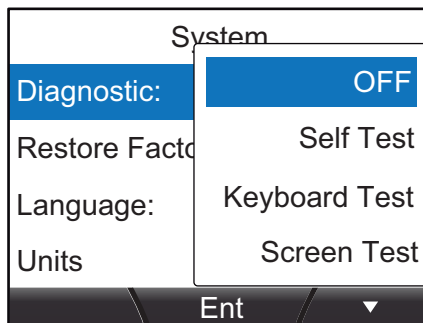 System
Diagnostic:
OFF
Restore Facto
Self Test
Language:
Keyboard Test
Units
Screen Test
Ent